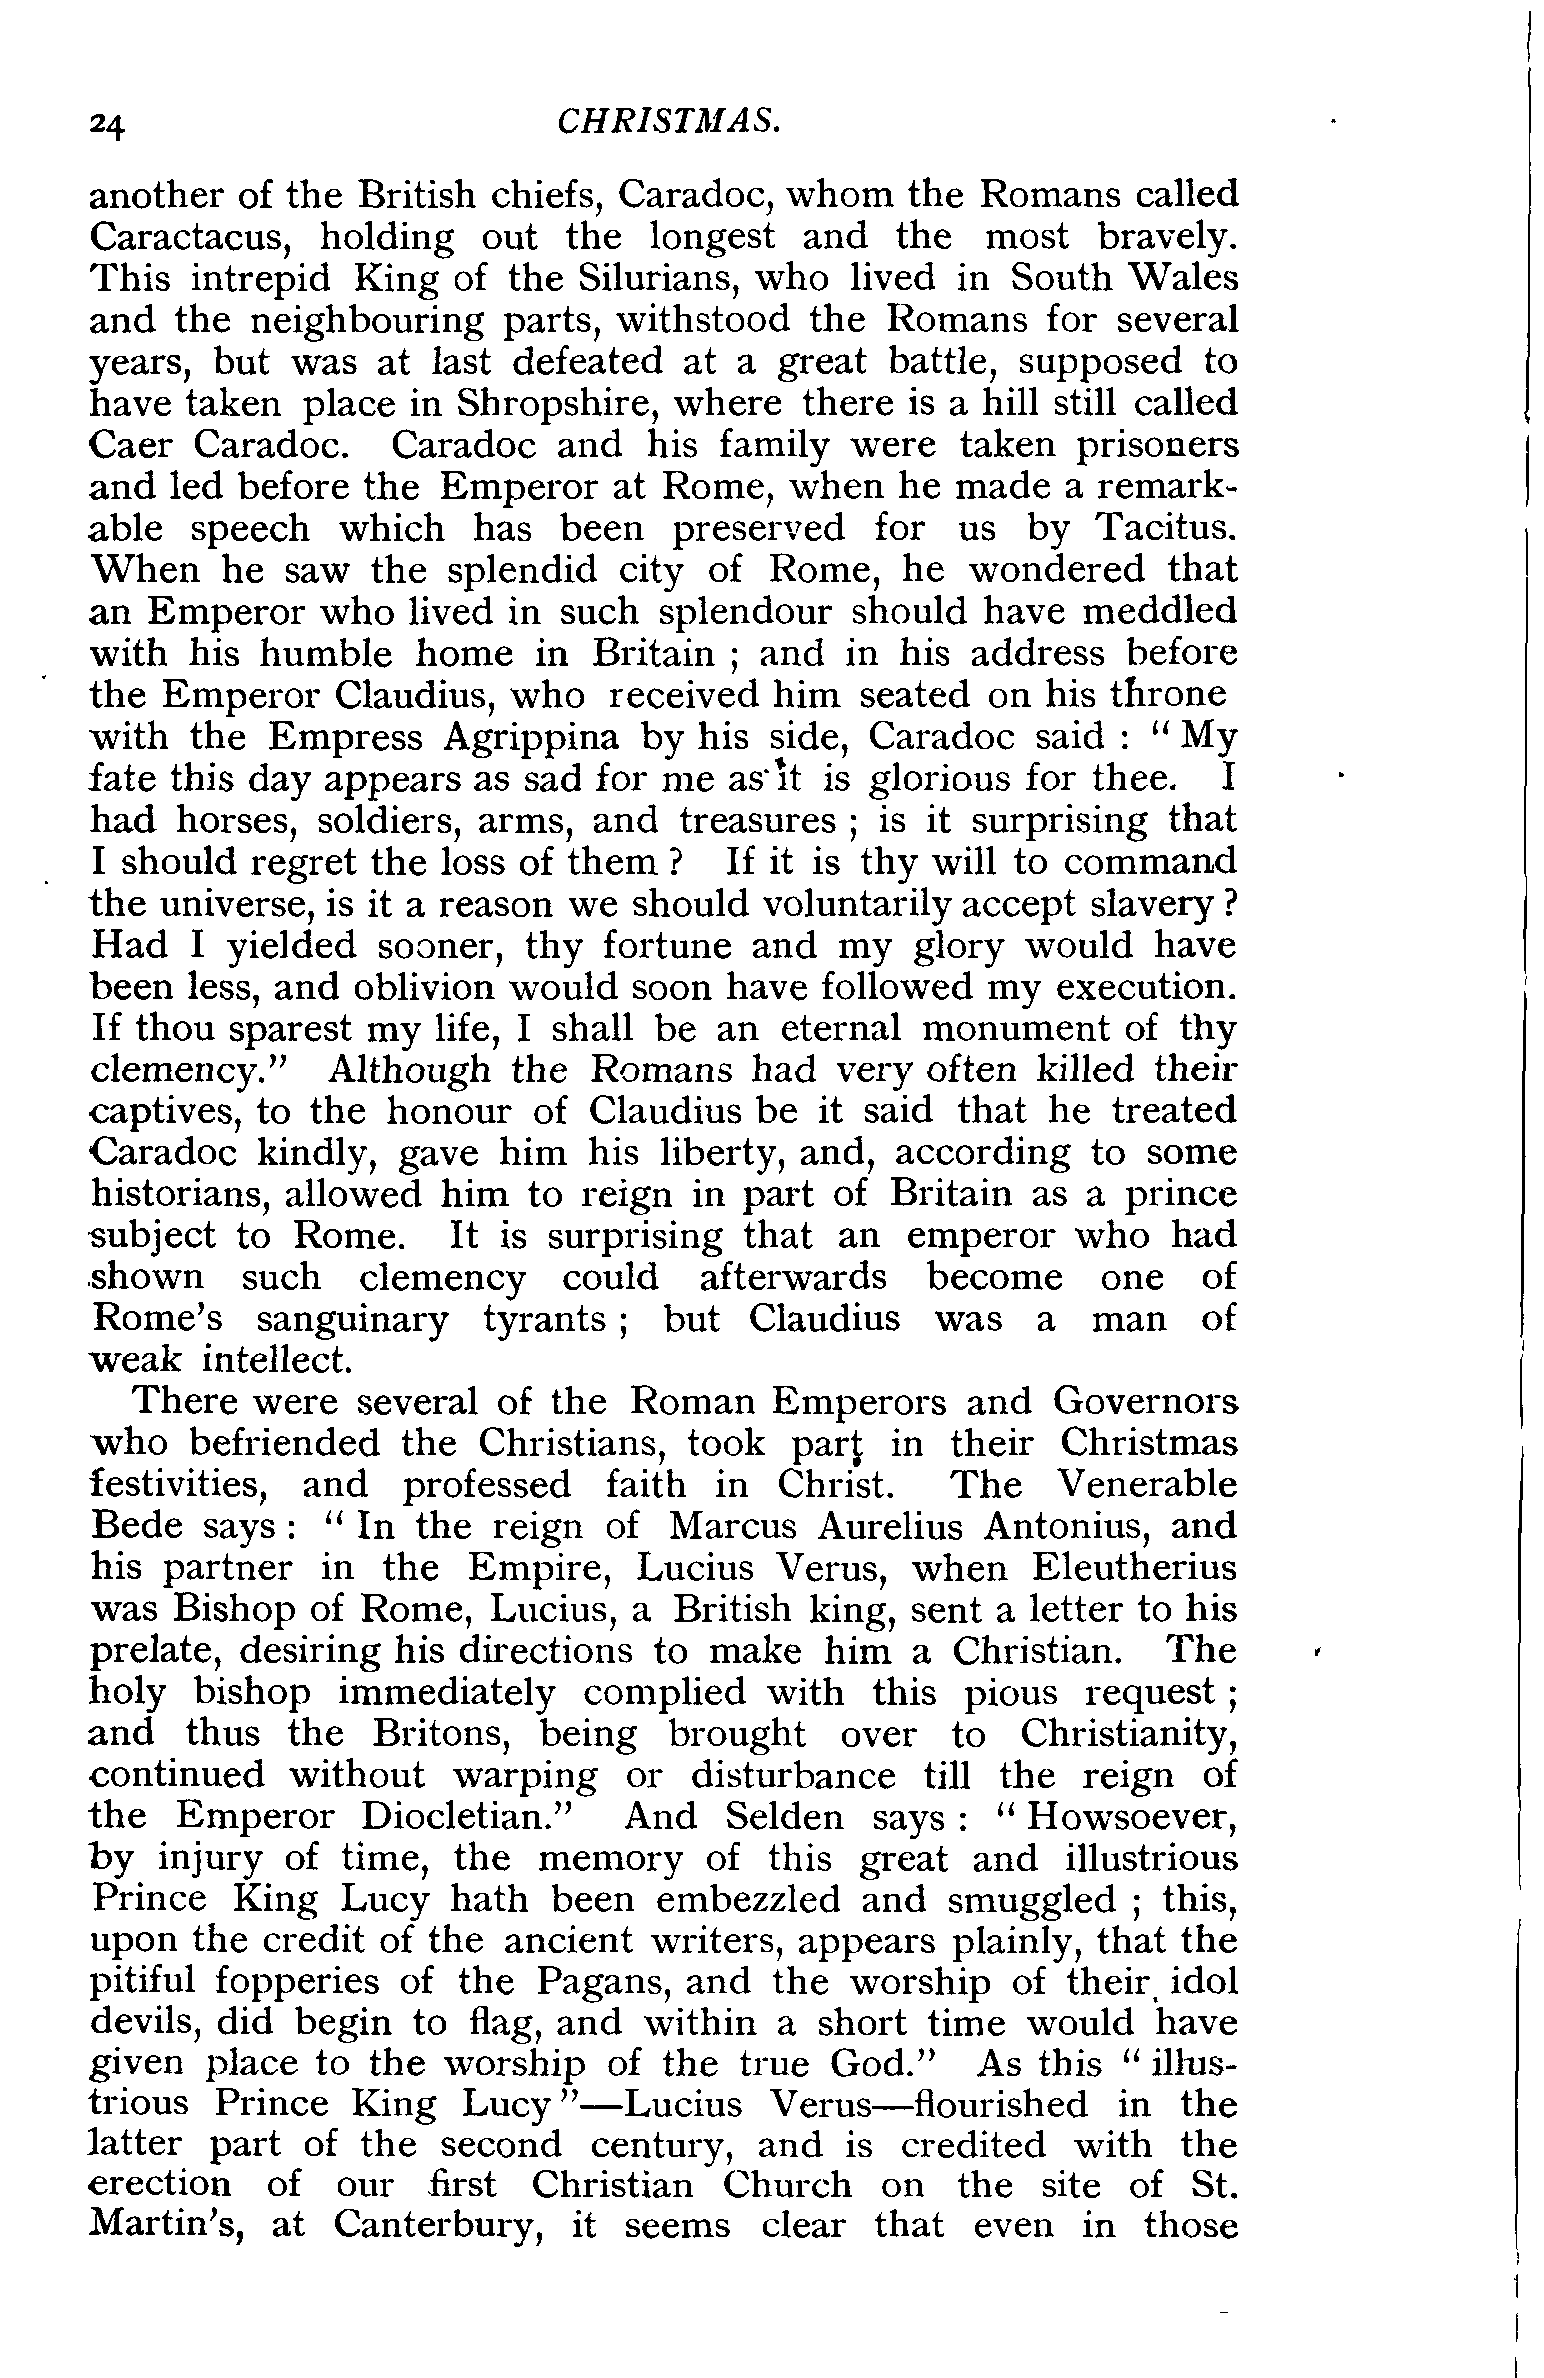 24 CHRISTMAS.
another of the British chiefs, Caradoc, whom the Romans called
Caractacus, holding out the longest and the most bravely.
This intrepid King of the Silurians, who lived in South Wales
and the neighbouring parts, withstood the Romans for several
years, but was at last defeated at a great battle, supposed to
have taken place in Shropshire, where there is a hill still called
Caer Caradoc. Caradoc and his family were taken prisoners
and led before the Emperor at Rome, when he made a remark-
able speech which has been preserved for us by Tacitus.
When he saw the splendid city of Rome, he wondered that
an Emperor who lived in such splendour should have meddled
with his humble home in Britain ; and in his address before
the Emperor Claudius, who received him seated on his throne
with the Empress Agrippina by his side, Caradoc said : “ My
fate this day appears as sad for me as it is glorious for thee. I
had horses, soldiers, arms, and treasures ; is it surprising that
I should regret the loss of them ? If it is thy will to command
the universe, is it a reason we should voluntarily accept slavery ?
Had I yielded sooner, thy fortune and my glory would have
been less, and oblivion would soon have followed my execution.
If thou sparest my life, I shall be an eternal monument of thy
clemency.” Although the Romans had very often killed their
captives, to the honour of Claudius be it said that he treated
Caradoc kindly, gave him his liberty, and, according to some
historians, allowed him to reign in part of Britain as a prince
subject to Rome. It is surprising that an emperor who had
shown such clemency could afterwards become one of
Rome’s sanguinary tyrants ; but Claudius was a man of
weak intellect.
There were several of the Roman Emperors and Governors
who befriended the Christians, took part in their Christmas
festivities, and professed faith in Christ. The Venerable
Bede says : “ In the reign of Marcus Aurelius Antonius, and
his partner in the Empire, Lucius Verus, when Eleutherius
was Bishop of Rome, Lucius, a British king, sent a letter to his
prelate, desiring his directions to make him a Christian. The
holy bishop immediately complied with this pious request ;
and thus the Britons, being brought over to Christianity,
continued without warping or disturbance till the reign of
the Emperor Diocletian.” And Selden says : “ Howsoever,
by injury of time, the memory of this great and illustrious
Prince King Lucy hath been embezzled and smuggled ; this,
upon the credit of the ancient writers, appears plainly, that the
pitiful fopperies of the Pagans, and the worship of their idol
devils, did begin to flag, and within a short time would have
given place to the worship of the true God.” As this “ illus-
trious Prince King Lucy ”—Lucius Verus—flourished in the
latter part of the second century, and is credited with the
erection of our first Christian Church on the site of St.
Martin’s, at Canterbury, it seems clear that even in those